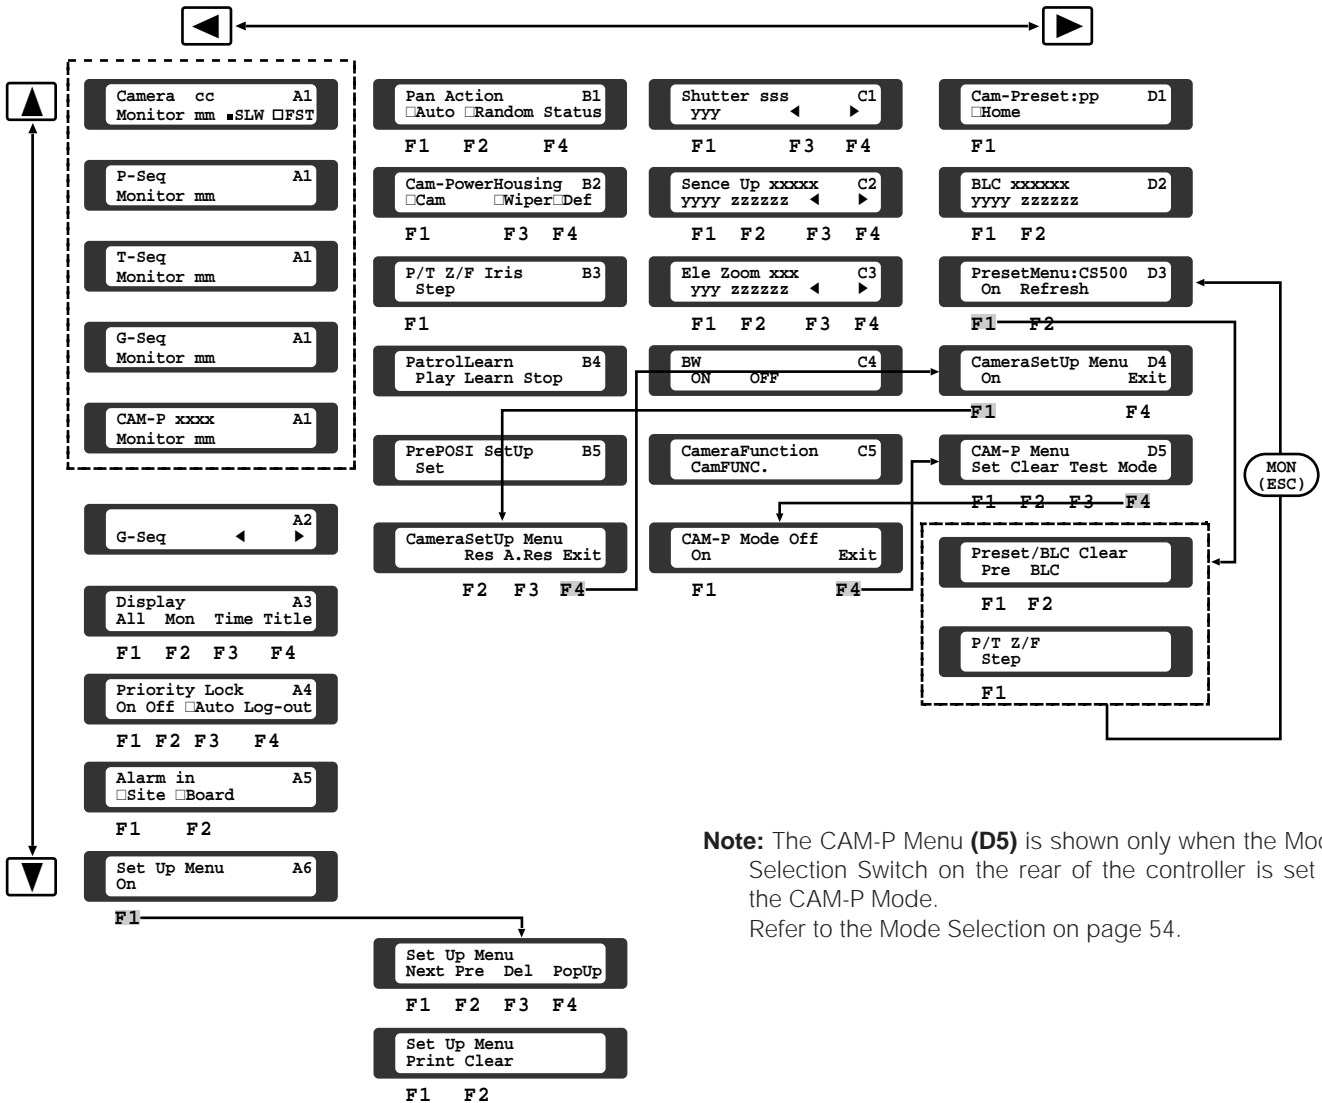 Camera cc A1
Monitor mm ■SLW □FST
P-Seq A1
Monitor mm
T-Seq A1
Monitor mm
G-Seq A1
Monitor mm
CAM-P xxxx A1
Monitor mm
A2
G-Seq ◀ ▶
Display A3
All Mon Time Title
F1 F2 F3 F4
Priority Lock A4
On Off □Auto Log-out
F1 F2 F3 F4
Alarm in A5
□Site □Board
F1 F2
Set Up Menu A6
On
F1
Pan Action B1
□Auto □Random Status
F1 F2 F4
Cam-PowerHousing B2
□Cam □Wiper□Def
F1 F3 F4
P/T Z/F Iris B3
Step
F1
PatrolLearn B4
Play Learn Stop
PrePOSI SetUp B5
Set
CameraSetUp Menu
Res A.Res Exit
F2 F3 F4
Set Up Menu
Next Pre Del PopUp
F1 F2 F3 F4
Set Up Menu
Print Clear
F1 F2
Shutter sss C1
yyy ◀ ▶
F1 F3 F4
Sence Up xxxxx C2
yyyy zzzzzz ◀ ▶
F1 F2 F3 F4
Ele Zoom xxx C3
yyy zzzzzz ◀ ▶
F1 F2 F3 F4
BW C4
ON OFF
CameraFunction C5
CamFUNC.
CAM-P Mode Off
On Exit
F1 F4
Cam-Preset:pp D1
□Home
F1
BLC xxxxxx D2
yyyy zzzzzz
F1 F2
PresetMenu:CS500 D3
On Refresh
F1 F2
CameraSetUp Menu D4
On Exit
F1 F4
CAM-P Menu D5
Set Clear Test Mode
F1 F2 F3 F4
Preset/BLC Clear
Pre BLC
F1 F2
P/T Z/F
Step
F1
MON
(ESC)
Note: The CAM-P Menu (D5) is shown only when the
Selection Switch on the rear of the controller is set
the CAM-P Mode.
Refer to the Mode Selection on page 54.